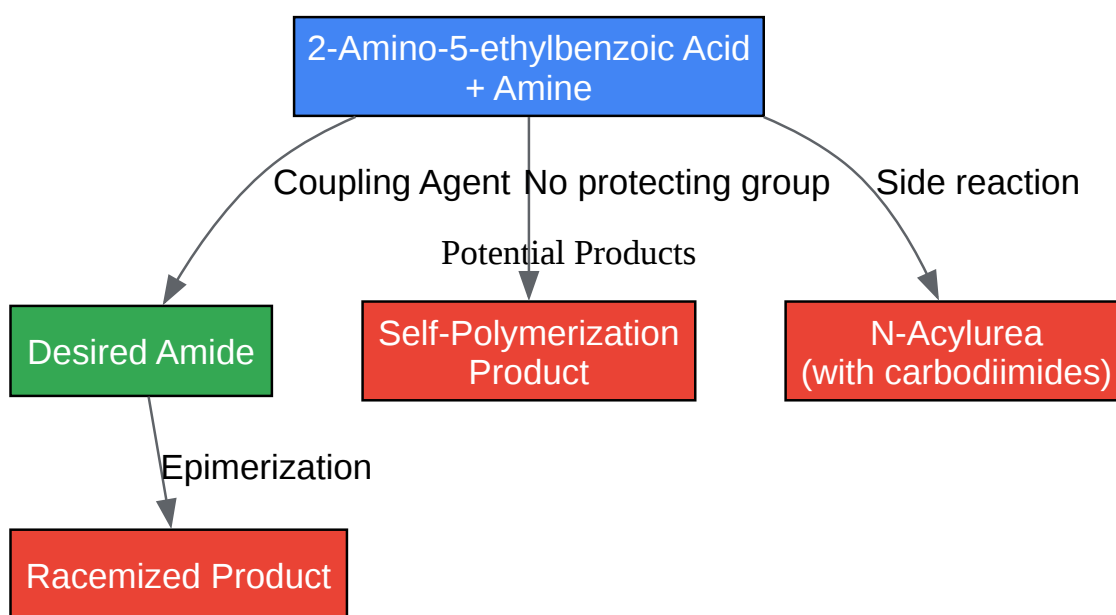 2-Amino-5-ethylbenzoic Acid
+ Amine
Coupling Agent
No protecting group
Side reaction
Potential Products
Desired Amide
Self-Polymerization
Product
N-Acylurea
(with carbodiimides)
Epimerization
Racemized Product